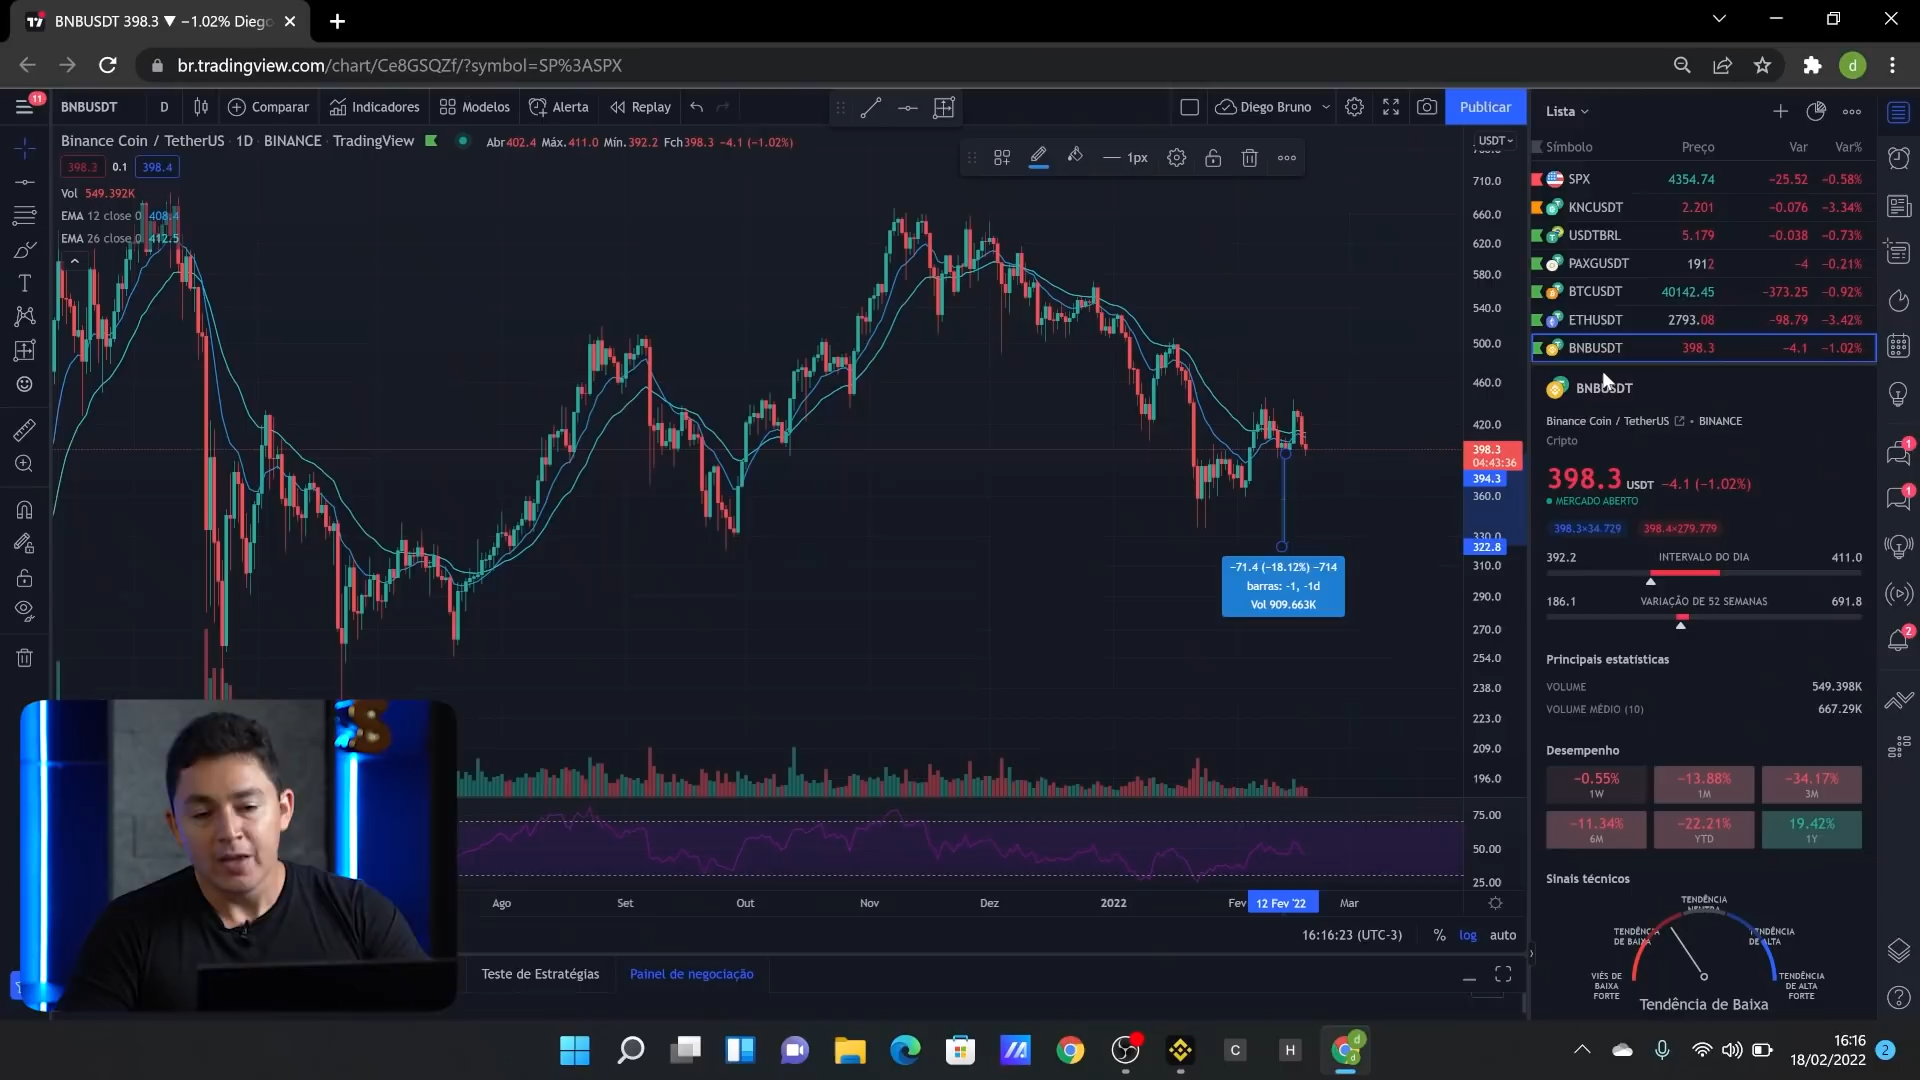 BNBUSDT 398.3 ▼ −1.02% Diego
br.tradingview.com/chart/Ce8GSQZf/?symbol=SP%3ASPX
d
11
BNBUSDT
D
Comparar
Indicadores
Modelos
Alerta
Replay
Diego Bruno
Publicar
Binance Coin / TetherUS · 1D · BINANCE · TradingView
Abr402.4 Máx.411.0 Mín.392.2 Fch398.3 −4.1 (−1.02%)
398.3
0.1
398.4
Vol 549.392K
EMA 12 close 0 408.4
EMA 26 close 0 412.5
1px
USDT
710.0
660.0
620.0
580.0
540.0
500.0
460.0
420.0
398.3
04:43:36
394.3
360.0
330.0
322.8
310.0
290.0
270.0
254.0
238.0
223.0
209.0
196.0
75.00
50.00
25.00
−71.4 (−18.12%) −714
barras: -1, -1d
Vol 909.663K
Ago
Set
Out
Nov
Dez
2022
Fev
12 Fev '22
Mar
16:16:23 (UTC-3)
%
log
auto
Teste de Estratégias
Painel de negociação
Lista
Símbolo Preço Var Var%
SPX 4354.74 −25.52 −0.58%
KNCUSDT 2.201 −0.076 −3.34%
USDTBRL 5.179 −0.038 −0.73%
PAXGUSDT 1912 −4 −0.21%
BTCUSDT 40142.45 −373.25 −0.92%
ETHUSDT 2793.08 −98.79 −3.42%
BNBUSDT 398.3 −4.1 −1.02%
BNBUSDT
Binance Coin / TetherUS • BINANCE
Cripto
398.3 USDT −4.1 (−1.02%)
MERCADO ABERTO
398.3×34.729 398.4×279.779
392.2 INTERVALO DO DIA 411.0
186.1 VARIAÇÃO DE 52 SEMANAS 691.8
Principais estatísticas
VOLUME 549.398K
VOLUME MÉDIO (10) 667.29K
Desempenho
−0.55% −13.88% −34.17%
1W 1M 3M
−11.34% −22.21% 19.42%
6M YTD 1Y
Sinais técnicos
TENDÊNCIA
NEUTRA
TENDÊNCIA
DE BAIXA
TENDÊNCIA
DE ALTA
VIÉS DE
BAIXA
FORTE
TENDÊNCIA
DE ALTA
FORTE
Tendência de Baixa
1
1
2
C
H
d
16:16
18/02/2022
2